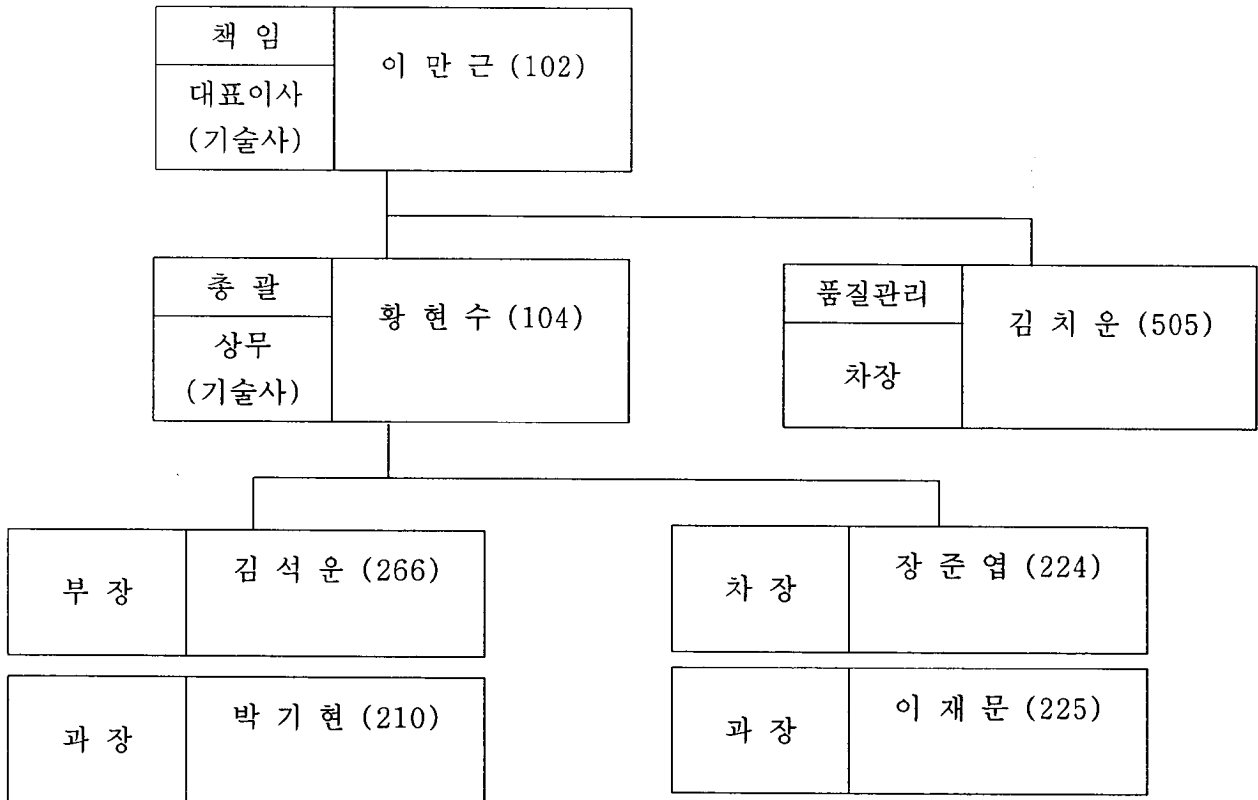 책 임
이 만 근 (102)
대표이사
(기술사)
총 괄
황 현 수 (104)
상무
(기술사)
품질관리
김 치 운 (505)
차장
부 장
김 석 운 (266)
차 장
장 준 엽 (224)
과 장
박 기 현 (210)
과 장
이 재 문 (225)